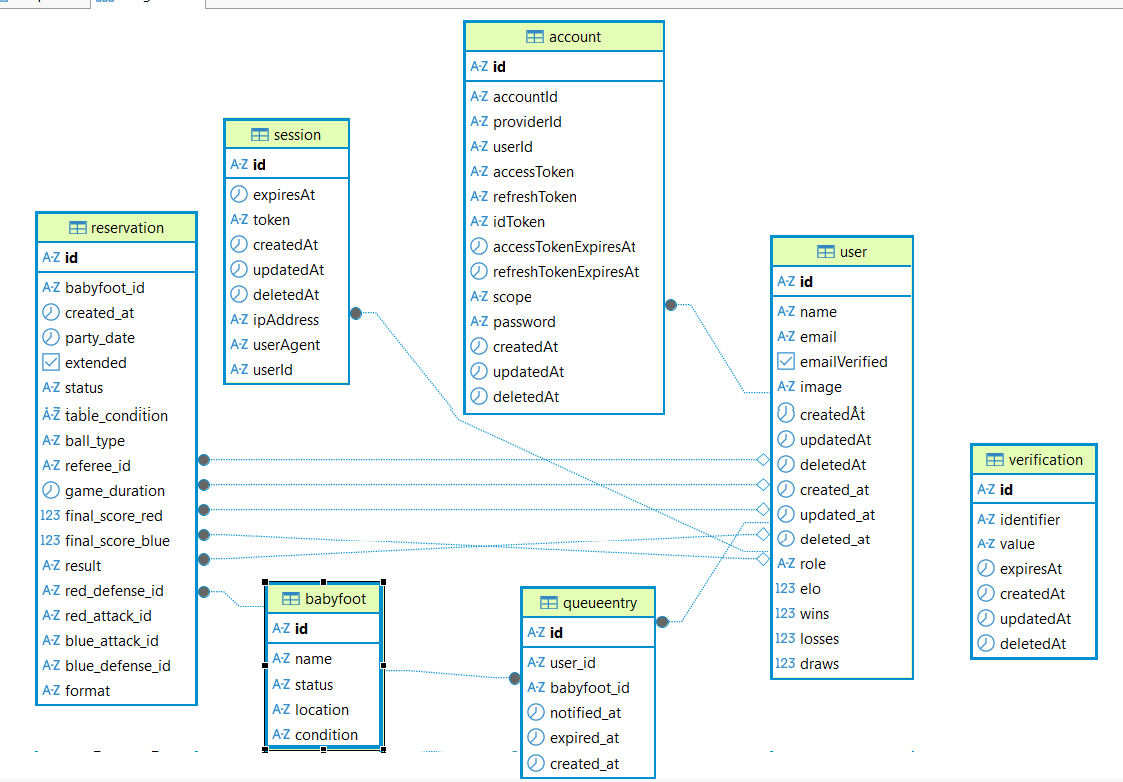 account
A-Z id
A-Z accountId
A-Z providerId
A-Z userId
A-Z accessToken
A-Z refreshToken
A-Z idToken
accessTokenExpiresAt
refreshTokenExpiresAt
A-Z scope
A-Z password
createdAt
updatedAt
deletedAt
session
A-Z id
expiresAt
A-Z token
createdAt
updatedAt
deletedAt
A-Z ipAddress
A-Z userAgent
A-Z userId
reservation
A-Z id
A-Z babyfoot_id
created_at
party_date
extended
A-Z status
A-Z table_condition
A-Z ball_type
A-Z referee_id
game_duration
123 final_score_red
123 final_score_blue
A-Z result
A-Z red_defense_id
A-Z red_attack_id
A-Z blue_attack_id
A-Z blue_defense_id
A-Z format
user
A-Z id
A-Z name
A-Z email
emailVerified
A-Z image
createdAt
updatedAt
deletedAt
created_at
updated_at
deleted_at
A-Z role
123 elo
123 wins
123 losses
123 draws
verification
A-Z id
A-Z identifier
A-Z value
expiresAt
createdAt
updatedAt
deletedAt
babyfoot
A-Z id
A-Z name
A-Z status
A-Z location
A-Z condition
queueentry
A-Z id
A-Z user_id
A-Z babyfoot_id
notified_at
expired_at
created_at